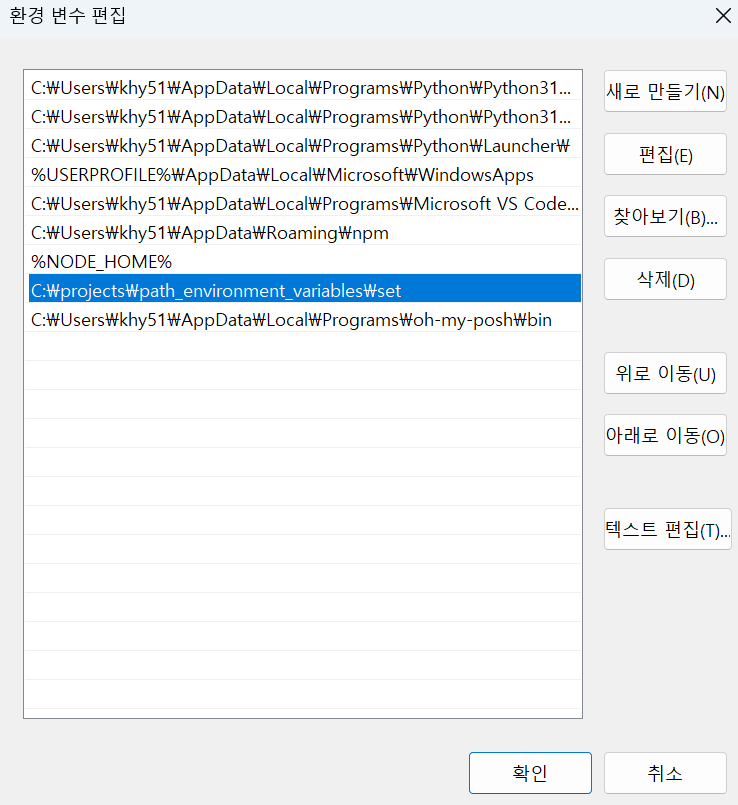 환경 변수 편집
C:₩Users₩khy51₩AppData₩Local₩Programs₩Python₩Python31...
C:₩Users₩khy51₩AppData₩Local₩Programs₩Python₩Python31...
C:₩Users₩khy51₩AppData₩Local₩Programs₩Python₩Launcher₩
%USERPROFILE%₩AppData₩Local₩Microsoft₩WindowsApps
C:₩Users₩khy51₩AppData₩Local₩Programs₩Microsoft VS Code...
C:₩Users₩khy51₩AppData₩Roaming₩npm
%NODE_HOME%
C:₩projects₩path_environment_variables₩set
C:₩Users₩khy51₩AppData₩Local₩Programs₩oh-my-posh₩bin
새로 만들기(N)
편집(E)
찾아보기(B)...
삭제(D)
위로 이동(U)
아래로 이동(O)
텍스트 편집(T)...
확인
취소